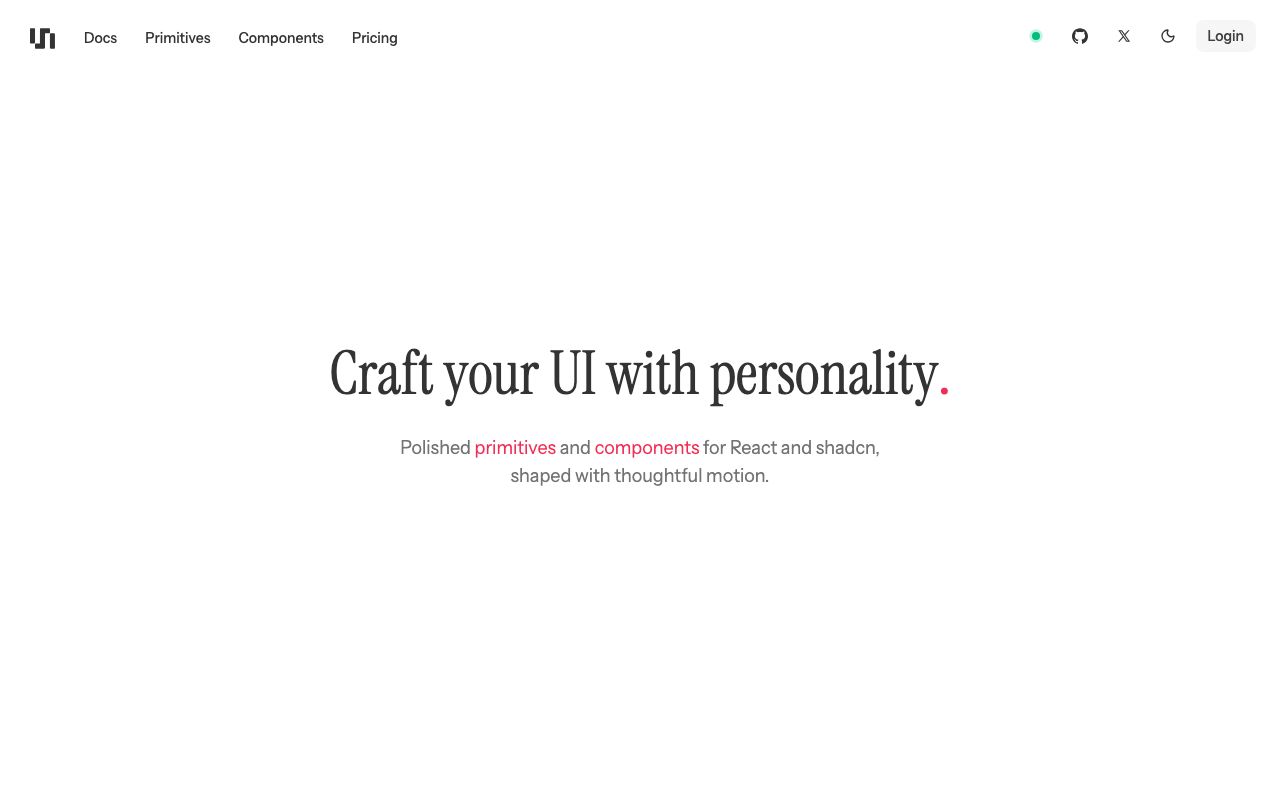 Docs
Primitives
Components
Pricing
Login
Craft your UI with personality.
Polished primitives and components for React and shadcn,
shaped with thoughtful motion.